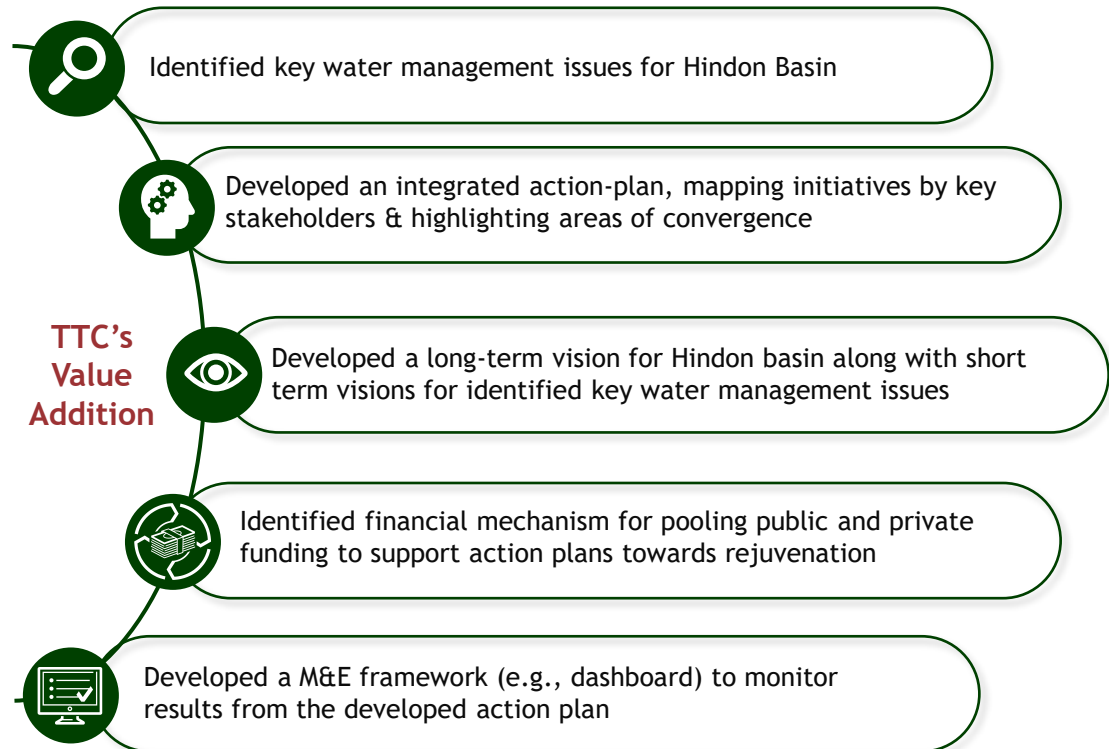 Identified key water management issues for Hindon Basin
Developed an integrated action-plan, mapping initiatives by key
stakeholders & highlighting areas of convergence
TTC's
Value
Addition
Developed a long-term vision for Hindon basin along with short
term visions for identified key water management issues
Identified financial mechanism for pooling public and private
funding to support action plans towards rejuvenation
Developed a M&E framework (e.g., dashboard) to monitor
results from the developed action plan